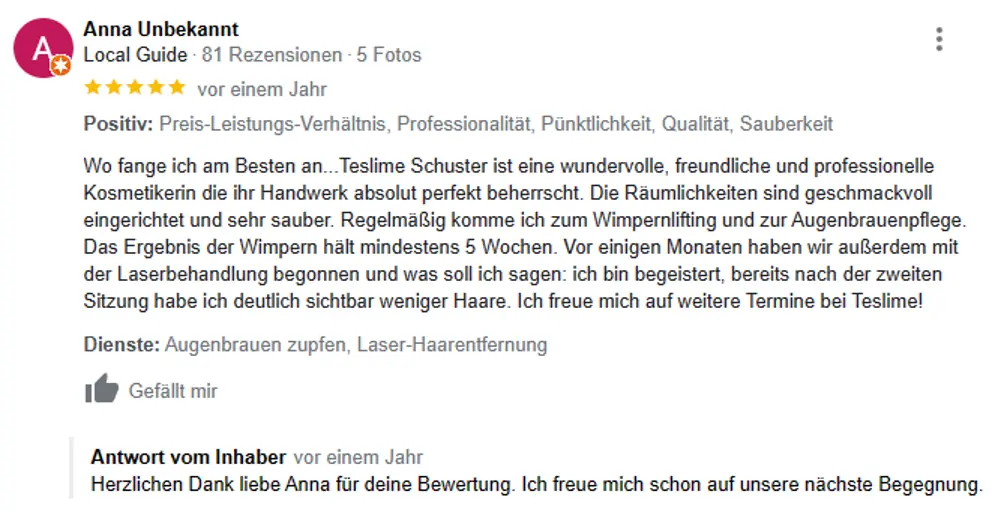 Anna Unbekannt
Local Guide · 81 Rezensionen · 5 Fotos
vor einem Jahr
Positiv: Preis-Leistungs-Verhältnis, Professionalität, Pünktlichkeit, Qualität, Sauberkeit
Wo fange ich am Besten an...Teslime Schuster ist eine wundervolle, freundliche und professionelle
Kosmetikerin die ihr Handwerk absolut perfekt beherrscht. Die Räumlichkeiten sind geschmackvoll
eingerichtet und sehr sauber. Regelmäßig komme ich zum Wimpernlifting und zur Augenbrauenpflege.
Das Ergebnis der Wimpern hält mindestens 5 Wochen. Vor einigen Monaten haben wir außerdem mit
der Laserbehandlung begonnen und was soll ich sagen: ich bin begeistert, bereits nach der zweiten
Sitzung habe ich deutlich sichtbar weniger Haare. Ich freue mich auf weitere Termine bei Teslime!
Dienste: Augenbrauen zupfen, Laser-Haarentfernung
Gefällt mir
Antwort vom Inhaber vor einem Jahr
Herzlichen Dank liebe Anna für deine Bewertung. Ich freue mich schon auf unsere nächste Begegnung.